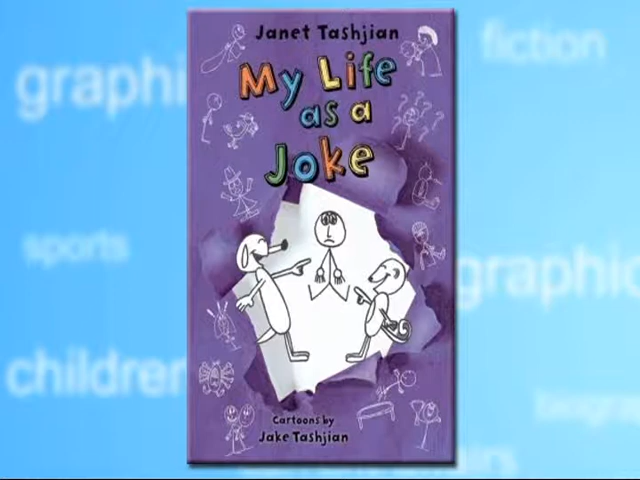 Janet Tashjian
My Life
as a
Joke
Cartoons by
Jake Tashjian
graphi
fiction
sports
graphic
children